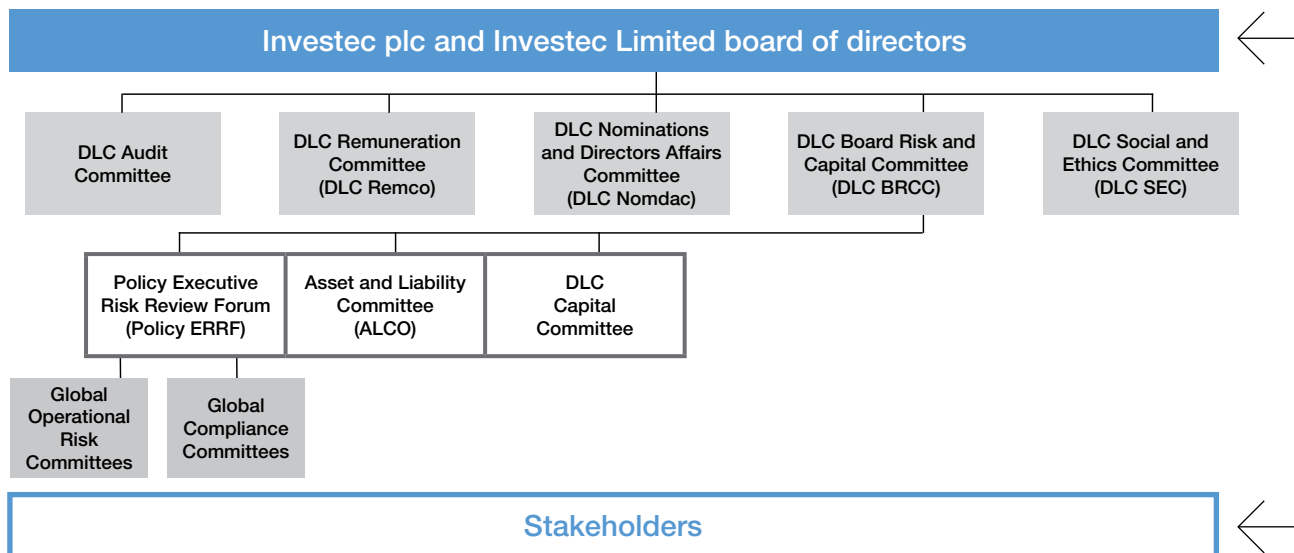 Investec plc and Investec Limited board of directors
DLC Audit
Committee
DLC Remuneration
Committee
(DLC Remco)
DLC Nominations
and Directors Affairs
Committee
(DLC Nomdac)
DLC Board Risk and
Capital Committee
(DLC BRCC)
DLC Social and
Ethics Committee
(DLC SEC)
Policy Executive
Risk Review Forum
(Policy ERRF)
Asset and Liability
Committee
(ALCO)
DLC
Capital
Committee
Global
Operational
Risk
Committees
Global
Compliance
Committees
Stakeholders